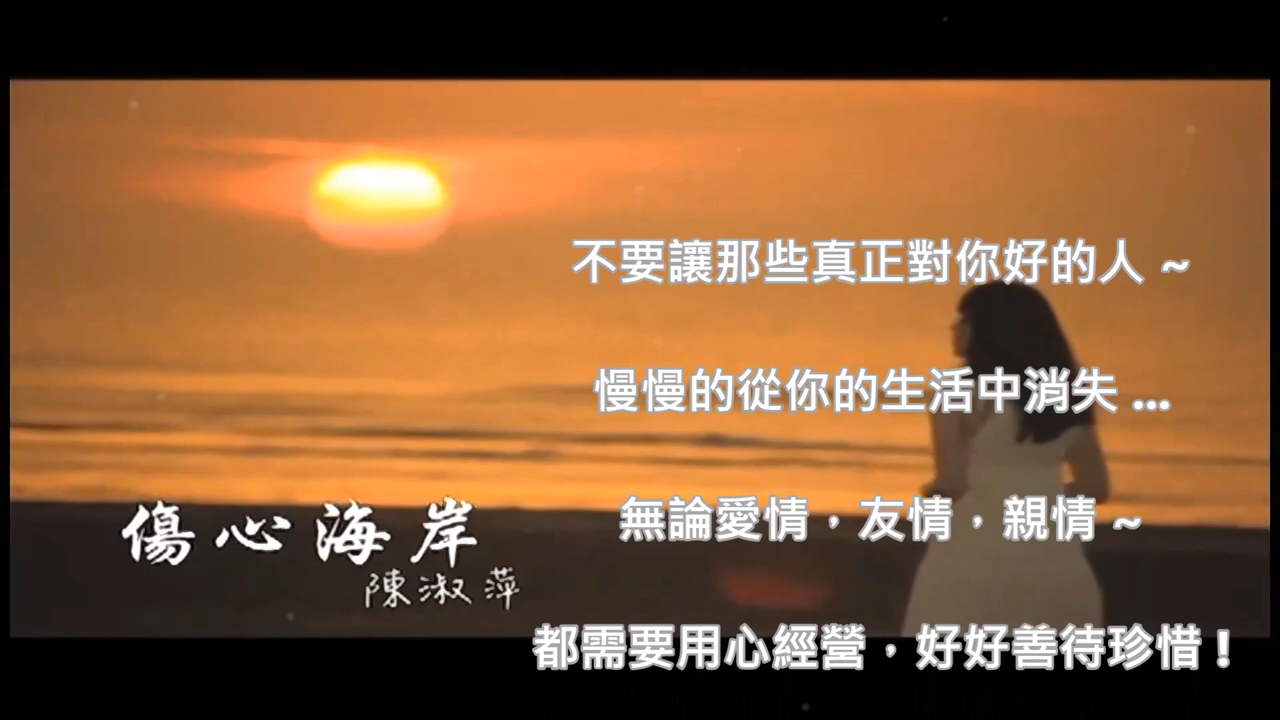 不要讓那些真正對你好的人 ~
慢慢的從你的生活中消失 ...
無論愛情，友情，親情 ~
傷心海岸
陳淑萍
都需要用心經營，好好善待珍惜！